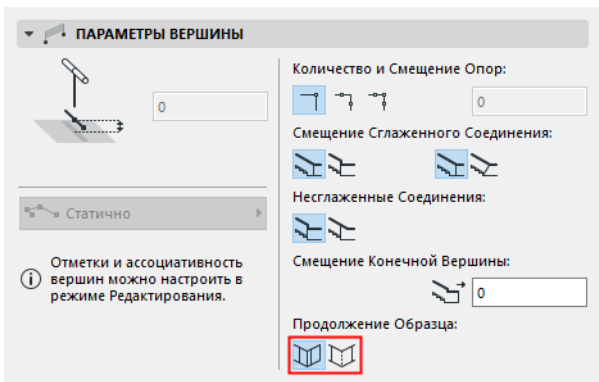 ПАРАМЕТРЫ ВЕРШИНЫ
0
Статично
Отметки и ассоциативность
вершин можно настроить в
режиме Редактирования.
Количество и Смещение Опор:
0
Смещение Сглаженного Соединения:
Несглаженные Соединения:
Смещение Конечной Вершины:
0
Продолжение Образца: